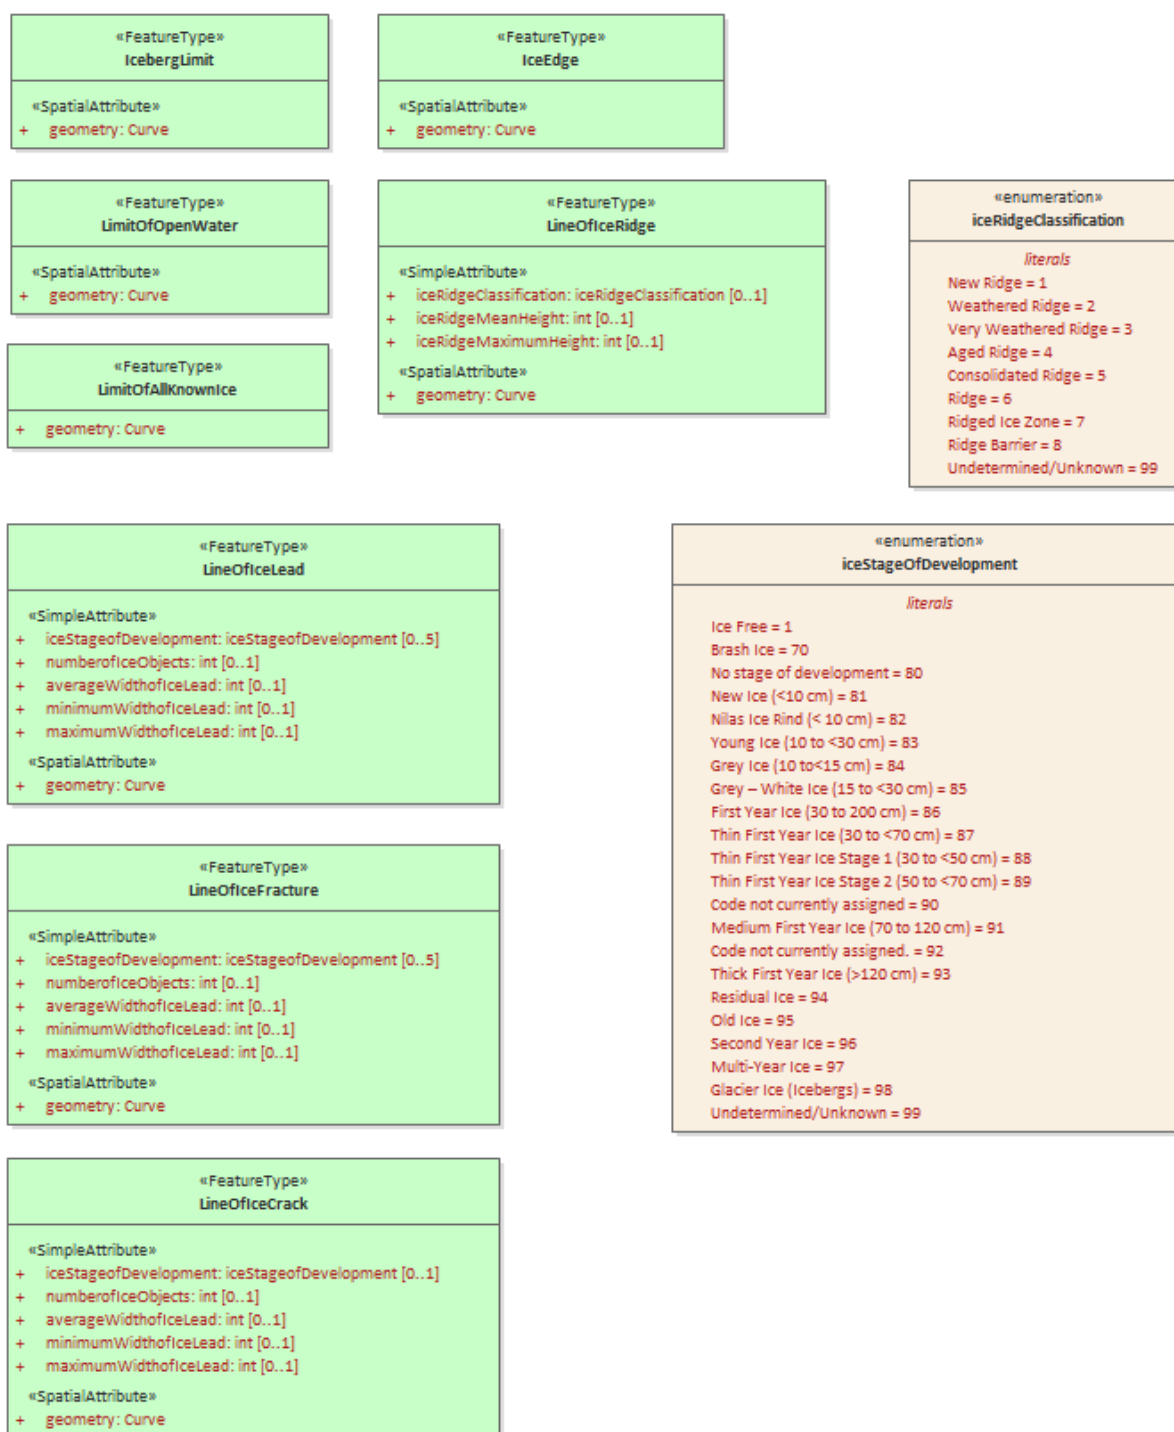 «FeatureType»
IcebergLimit
«SpatialAttribute»
+ geometry: Curve
«FeatureType»
IceEdge
«SpatialAttribute»
+ geometry: Curve
«FeatureType»
LimitOfOpenWater
«SpatialAttribute»
+ geometry: Curve
«FeatureType»
LineOfIceRidge
«SimpleAttribute»
+ iceRidgeClassification: iceRidgeClassification [0..1]
+ iceRidgeMeanHeight: int [0..1]
+ iceRidgeMaximumHeight: int [0..1]
«SpatialAttribute»
+ geometry: Curve
«enumeration»
iceRidgeClassification
literals
New Ridge = 1
Weathered Ridge = 2
Very Weathered Ridge = 3
Aged Ridge = 4
Consolidated Ridge = 5
Ridge = 6
Ridged Ice Zone = 7
Ridge Barrier = 8
Undetermined/Unknown = 99
«FeatureType»
LimitOfAllKnownIce
+ geometry: Curve
«FeatureType»
LineOfIceLead
«SimpleAttribute»
+ iceStageofDevelopment: iceStageofDevelopment [0..5]
+ numberofIceObjects: int [0..1]
+ averageWidthofIceLead: int [0..1]
+ minimumWidthofIceLead: int [0..1]
+ maximumWidthofIceLead: int [0..1]
«SpatialAttribute»
+ geometry: Curve
«enumeration»
iceStageOfDevelopment
literals
Ice Free = 1
Brash Ice = 70
No stage of development = 80
New Ice (<10 cm) = 81
Nilas Ice Rind (< 10 cm) = 82
Young Ice (10 to <30 cm) = 83
Grey Ice (10 to<15 cm) = 84
Grey – White Ice (15 to <30 cm) = 85
First Year Ice (30 to 200 cm) = 86
Thin First Year Ice (30 to <70 cm) = 87
Thin First Year Ice Stage 1 (30 to <50 cm) = 88
Thin First Year Ice Stage 2 (50 to <70 cm) = 89
Code not currently assigned = 90
Medium First Year Ice (70 to 120 cm) = 91
Code not currently assigned. = 92
Thick First Year Ice (>120 cm) = 93
Residual Ice = 94
Old Ice = 95
Second Year Ice = 96
Multi-Year Ice = 97
Glacier Ice (Icebergs) = 98
Undetermined/Unknown = 99
«FeatureType»
LineOfIceFracture
«SimpleAttribute»
+ iceStageofDevelopment: iceStageofDevelopment [0..5]
+ numberofIceObjects: int [0..1]
+ averageWidthofIceLead: int [0..1]
+ minimumWidthofIceLead: int [0..1]
+ maximumWidthofIceLead: int [0..1]
«SpatialAttribute»
+ geometry: Curve
«FeatureType»
LineOfIceCrack
«SimpleAttribute»
+ iceStageofDevelopment: iceStageofDevelopment [0..1]
+ numberofIceObjects: int [0..1]
+ averageWidthofIceLead: int [0..1]
+ minimumWidthofIceLead: int [0..1]
+ maximumWidthofIceLead: int [0..1]
«SpatialAttribute»
+ geometry: Curve